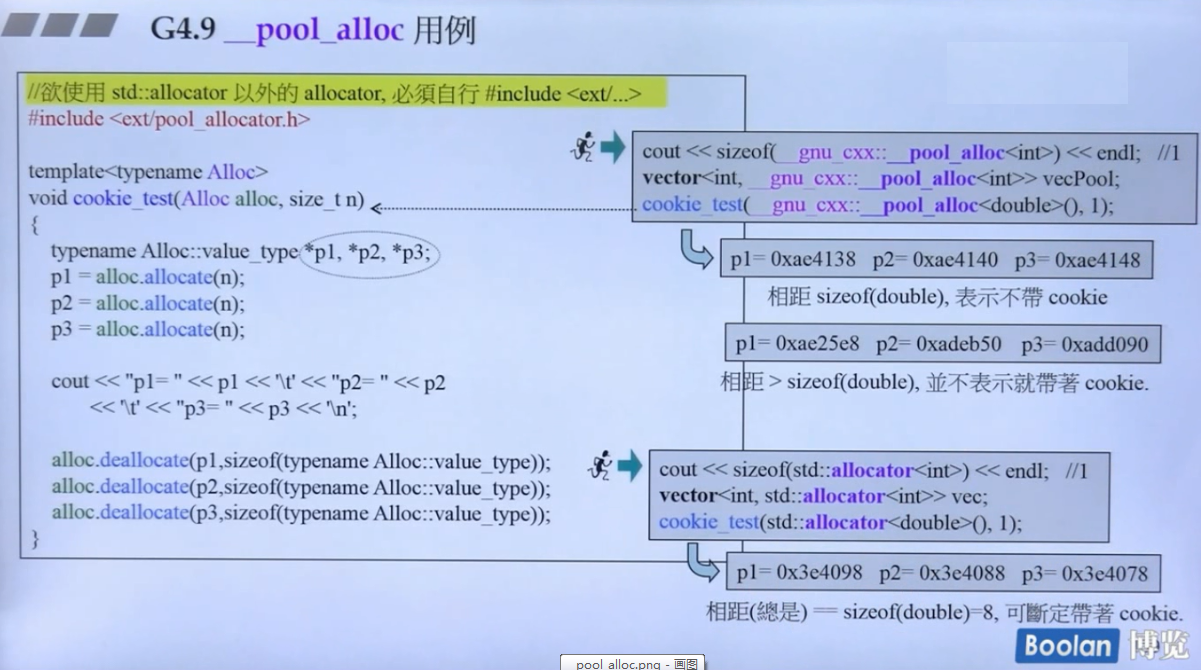 G4.9 __pool_alloc 用例
//欲使用 std::allocator 以外的 allocator, 必須自行 #include <ext/...>
#include <ext/pool_allocator.h>
template<typename Alloc>
void cookie_test(Alloc alloc, size_t n)
{
typename Alloc::value_type *p1, *p2, *p3;
p1 = alloc.allocate(n);
p2 = alloc.allocate(n);
p3 = alloc.allocate(n);
cout << "p1= " << p1 << '\t' << "p2= " << p2
<< '\t' << "p3= " << p3 << '\n';
alloc.deallocate(p1,sizeof(typename Alloc::value_type));
alloc.deallocate(p2,sizeof(typename Alloc::value_type));
alloc.deallocate(p3,sizeof(typename Alloc::value_type));
}
cout << sizeof(__gnu_cxx::__pool_alloc<int>) << endl; //1
vector<int, __gnu_cxx::__pool_alloc<int>> vecPool;
cookie_test(__gnu_cxx::__pool_alloc<double>(), 1);
p1= 0xae4138 p2= 0xae4140 p3= 0xae4148
相距 sizeof(double), 表示不帶 cookie
p1= 0xae25e8 p2= 0xadeb50 p3= 0xadd090
相距 > sizeof(double), 並不表示就帶著 cookie.
cout << sizeof(std::allocator<int>) << endl; //1
vector<int, std::allocator<int>> vec;
cookie_test(std::allocator<double>(), 1);
p1= 0x3e4098 p2= 0x3e4088 p3= 0x3e4078
相距(總是) == sizeof(double)=8, 可斷定帶著 cookie.
Boolan 博览
pool alloc.png - 画图